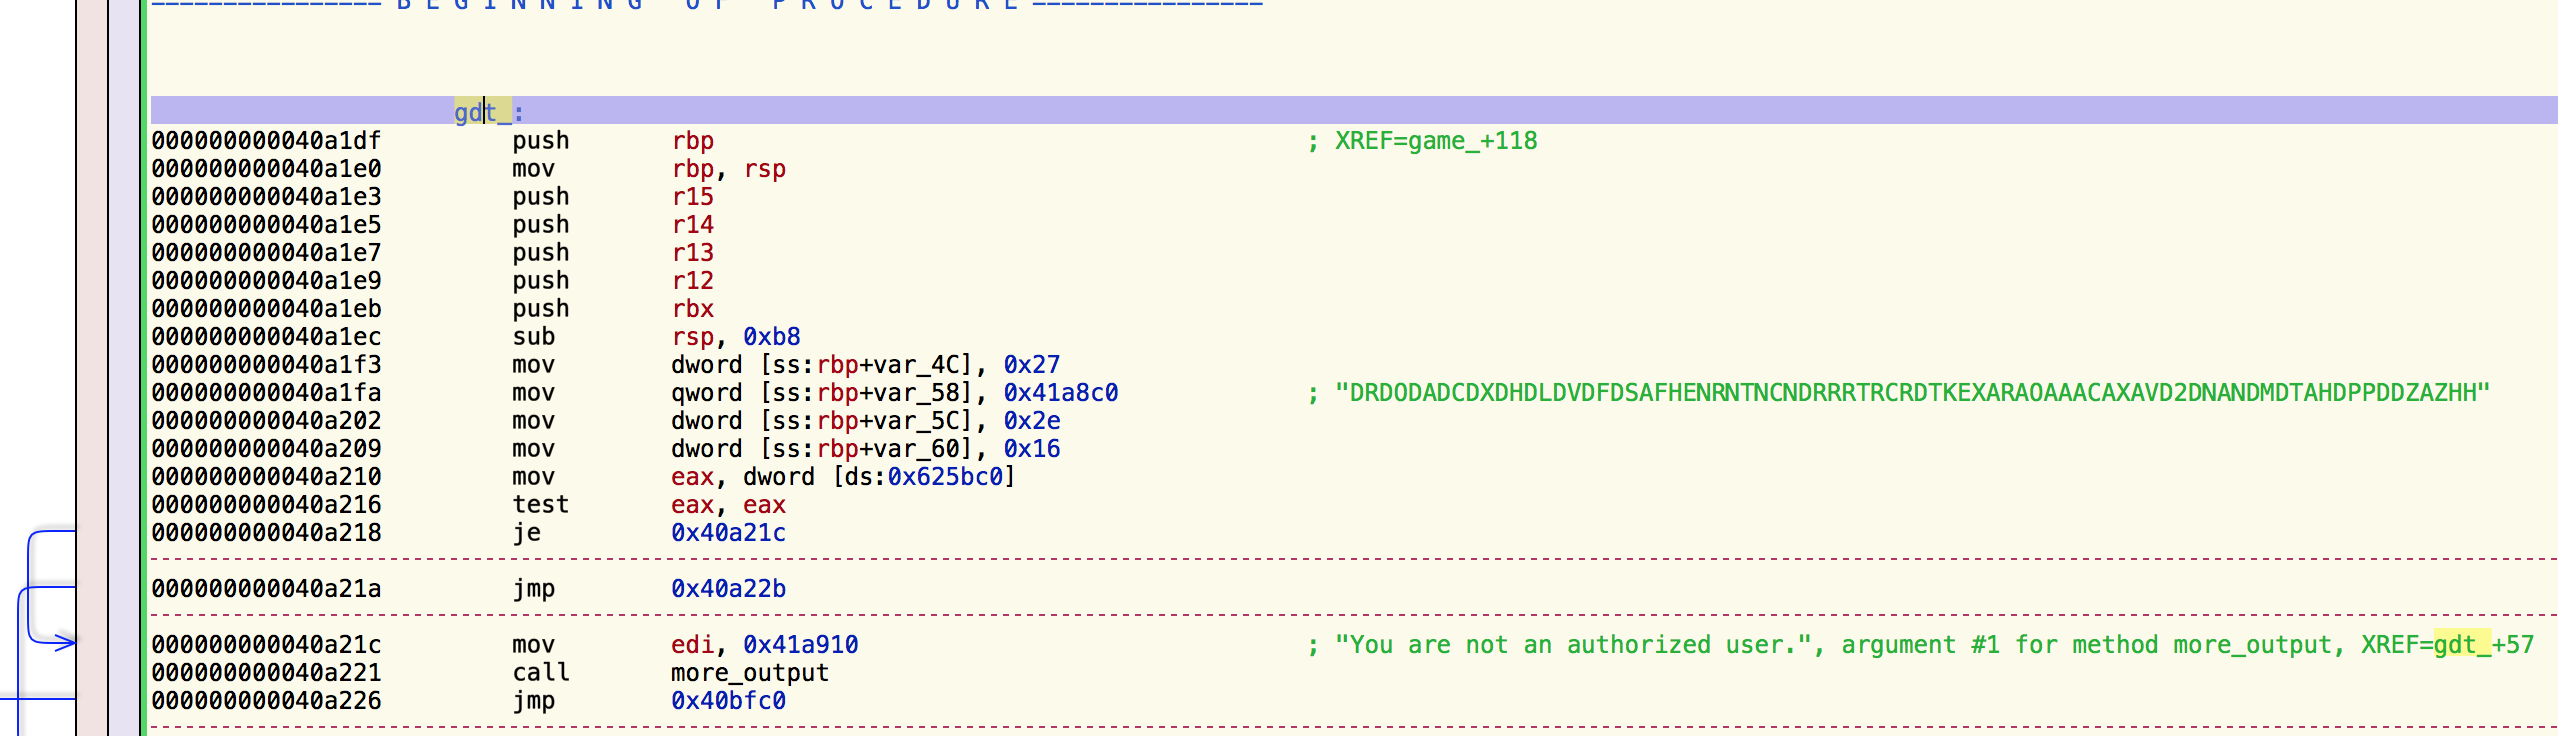 ================ B E G I N N I N G   O F   P R O C E D U R E ================
gdt_:
000000000040a1df push rbp ; XREF=game_+118
000000000040a1e0 mov rbp, rsp
000000000040a1e3 push r15
000000000040a1e5 push r14
000000000040a1e7 push r13
000000000040a1e9 push r12
000000000040a1eb push rbx
000000000040a1ec sub rsp, 0xb8
000000000040a1f3 mov dword [ss:rbp+var_4C], 0x27
000000000040a1fa mov qword [ss:rbp+var_58], 0x41a8c0 ; "DRDODADCDXDHDLDVDFDSAFHENRNTNCNDRRRTRCRDTKEXARAOAAACAXAVD2DNANDMDTAHDPPDDZAZHH"
000000000040a202 mov dword [ss:rbp+var_5C], 0x2e
000000000040a209 mov dword [ss:rbp+var_60], 0x16
000000000040a210 mov eax, dword [ds:0x625bc0]
000000000040a216 test eax, eax
000000000040a218 je 0x40a21c
000000000040a21a jmp 0x40a22b
000000000040a21c mov edi, 0x41a910 ; "You are not an authorized user.", argument #1 for method more_output, XREF=gdt_+57
000000000040a221 call more_output
000000000040a226 jmp 0x40bfc0